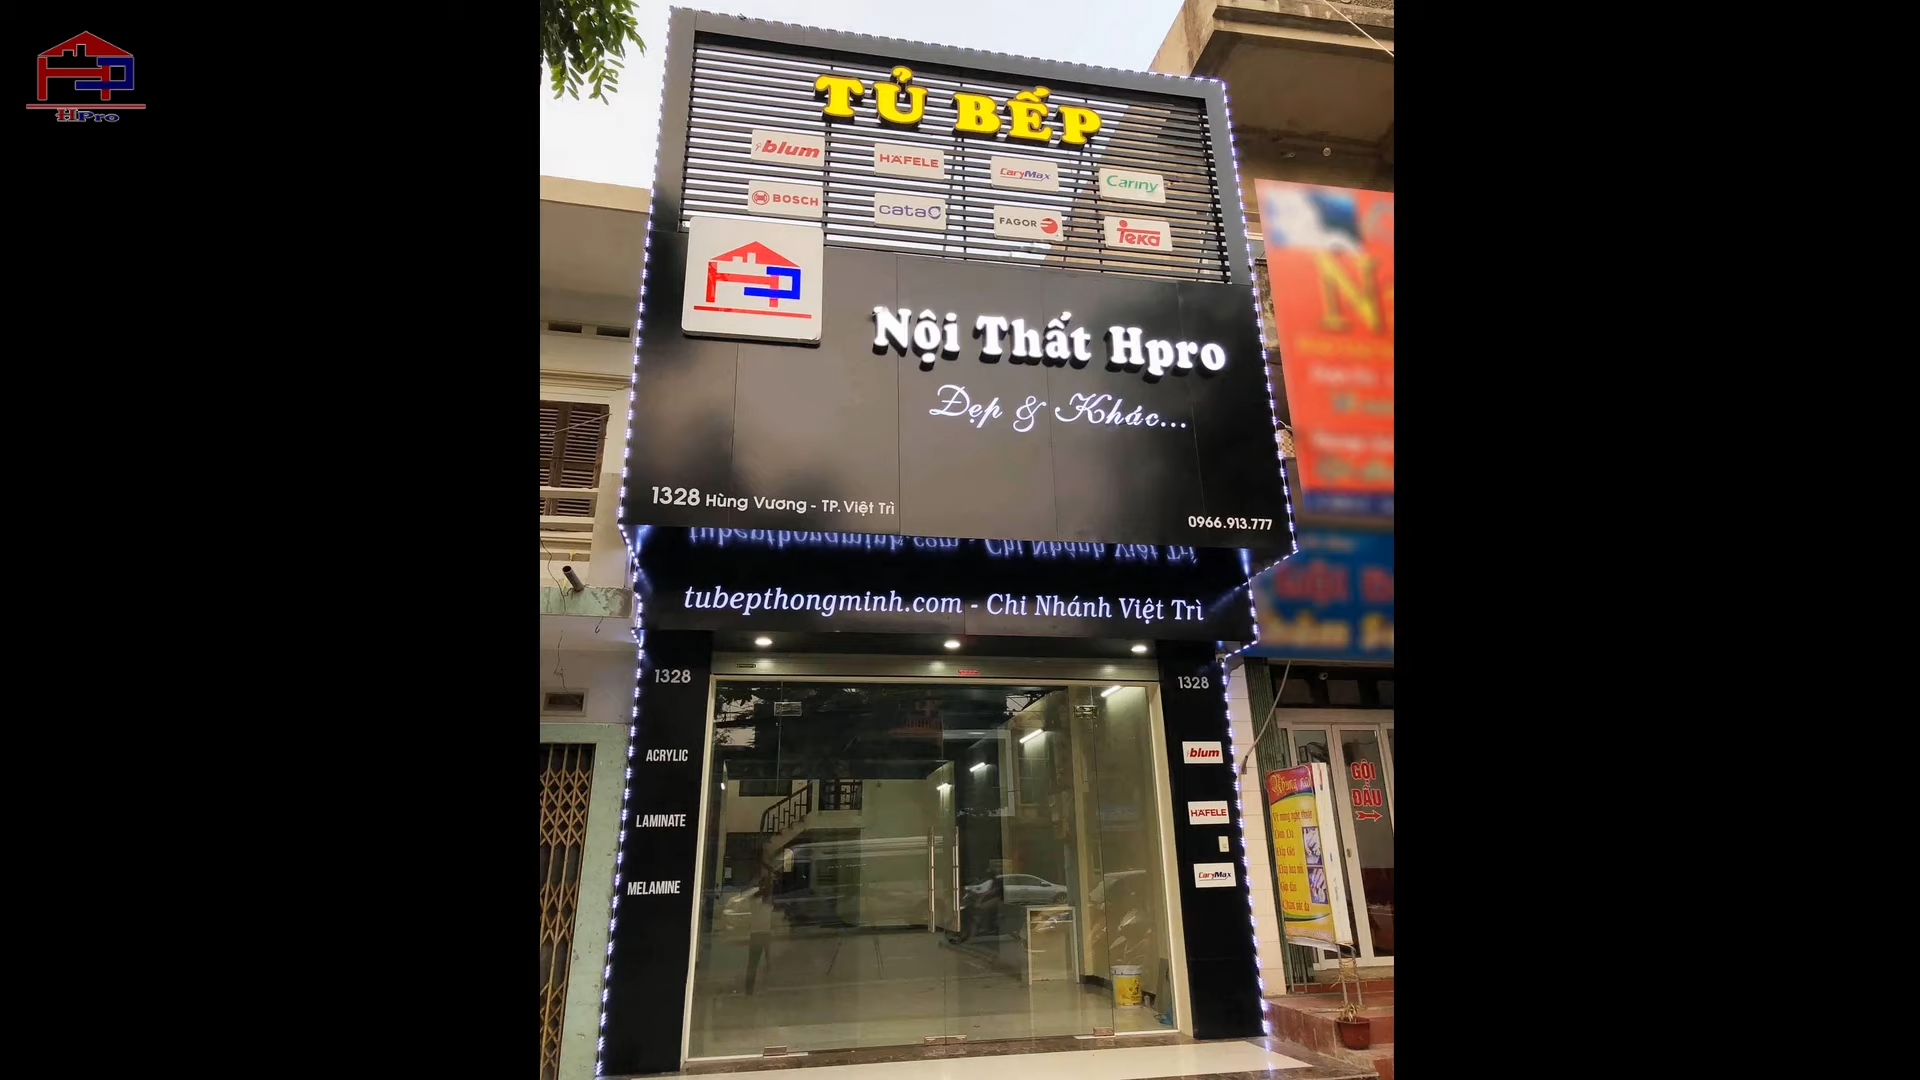 HPro
TỦ BẾP
blum
HÄFELE
CaryMax
Cariny
BOSCH
cata
FAGOR
Teka
Nội Thất Hpro
Đẹp & Khác...
1328 Hùng Vương - TP. Việt Trì
0966.913.777
tubepthongminh.com - Chi Nhánh Việt Trì
1328
1328
ACRYLIC
LAMINATE
MELAMINE
blum
HÄFELE
CaryMax
GỘI
ĐẦU